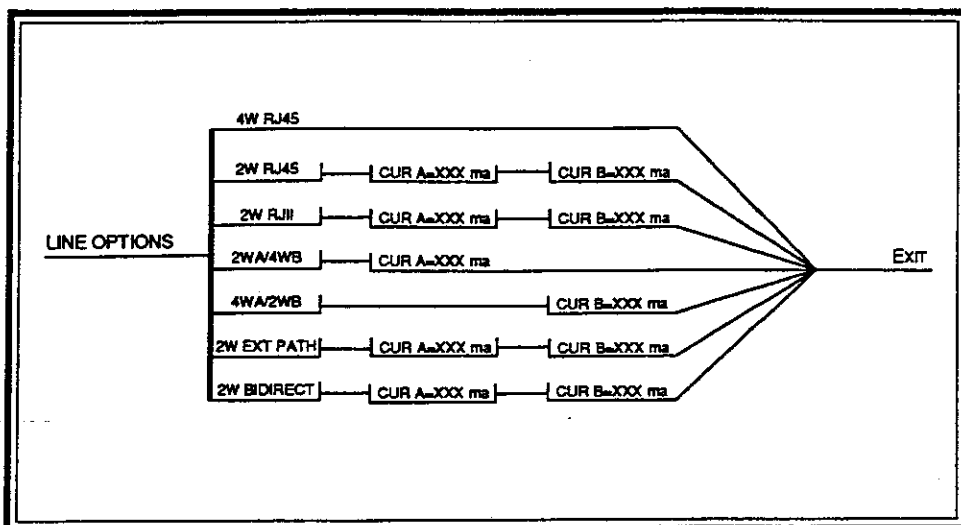 4W RJ45
2W RJ45 CUR A=XXX ma CUR B=XXX ma
2W RJII CUR A=XXX ma CUR B=XXX ma
LINE OPTIONS
2WA/4WB CUR A=XXX ma
EXIT
4WA/2WB CUR B=XXX ma
2W EXT PATH CUR A=XXX ma CUR B=XXX ma
2W BIDIRECT CUR A=XXX ma CUR B=XXX ma